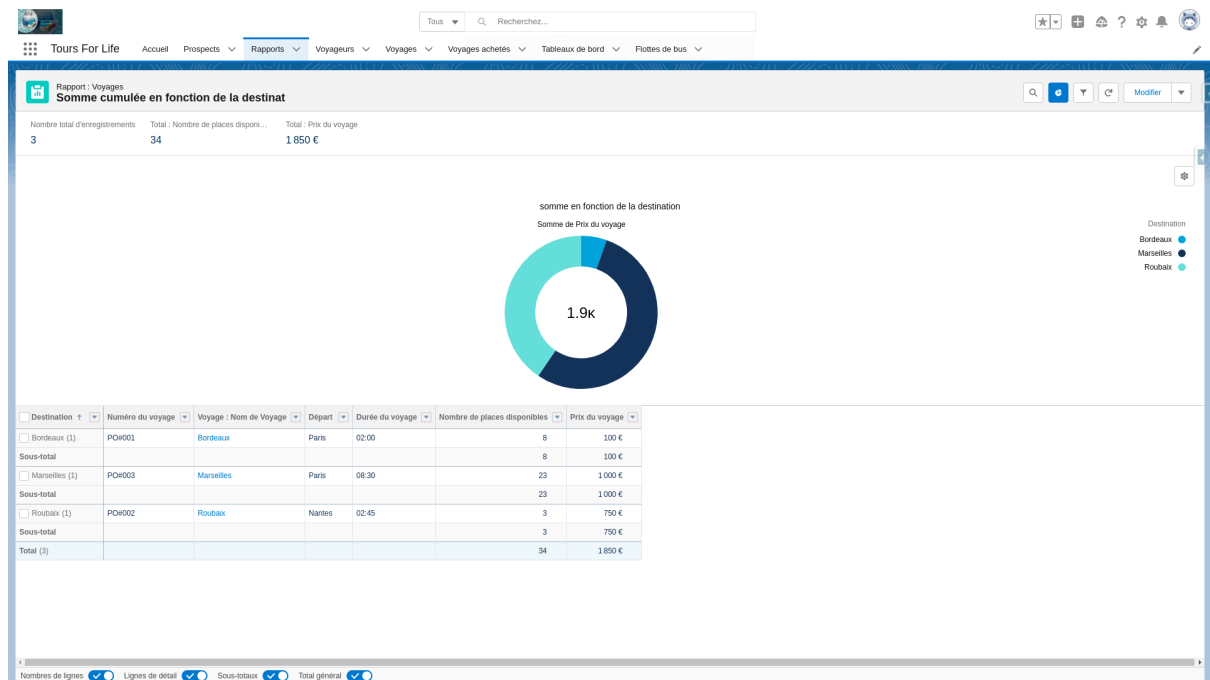 Tous Recherchez...
Tours For Life Accueil Prospects Rapports Voyageurs Voyages Voyages achetés Tableaux de bord Flottes de bus
Rapport : Voyages
Somme cumulée en fonction de la destinat
Modifier
Nombre total d'enregistrements Total : Nombre de places disponi... Total : Prix du voyage
3 34 1 850 €
somme en fonction de la destination
Somme de Prix du voyage
Destination
Bordeaux
Marseilles
Roubaix
1.9K
Destination ↑ Numéro du voyage Voyage : Nom de Voyage Départ Durée du voyage Nombre de places disponibles Prix du voyage
Bordeaux (1) PO#001 Bordeaux Paris 02:00 8 100 €
Sous-total 8 100 €
Marseilles (1) PO#003 Marseilles Paris 08:30 23 1 000 €
Sous-total 23 1 000 €
Roubaix (1) PO#002 Roubaix Nantes 02:45 3 750 €
Sous-total 3 750 €
Total (3) 34 1 850 €
Nombres de lignes Lignes de détail Sous-totaux Total général